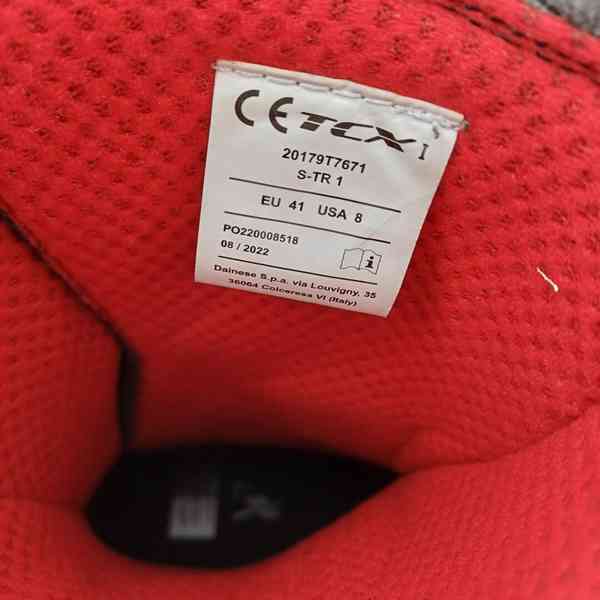 CE TCX I
20179T7671
S-TR 1
EU 41 USA 8
PO220008518
08 / 2022
i
Dainese S.p.a. via Louvigny, 35
36064 Colceresa VI (Italy)
TCX